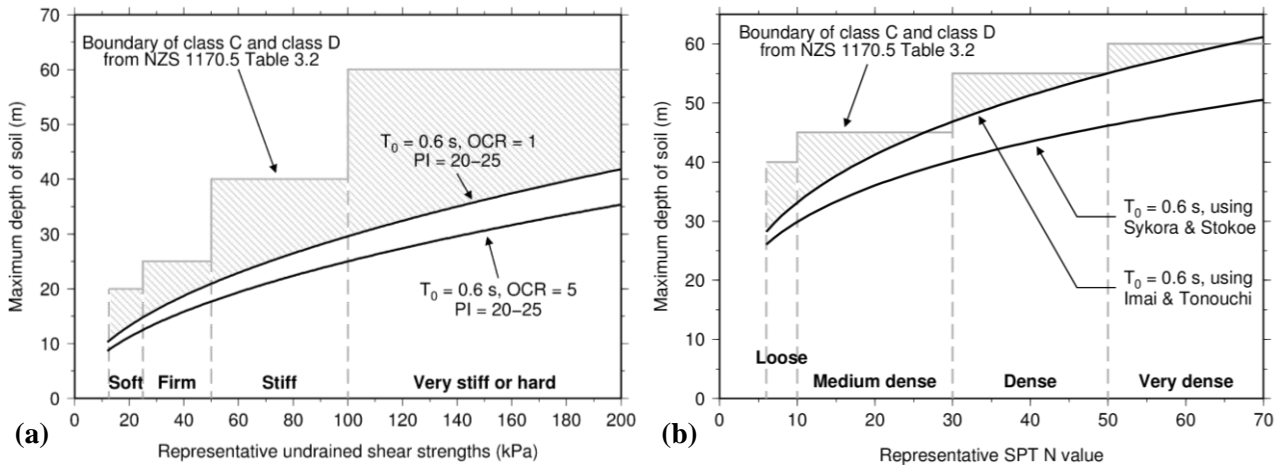 Boundary of class C and class D
from NZS 1170.5 Table 3.2
T0 = 0.6 s, OCR = 1
PI = 20−25
T0 = 0.6 s, OCR = 5
PI = 20−25
Soft Firm Stiff Very stiff or hard
Maximum depth of soil (m)
70
60
50
40
30
20
10
0
0 20 40 60 80 100 120 140 160 180 200
(a) Representative undrained shear strengths (kPa)
Boundary of class C and class D
from NZS 1170.5 Table 3.2
T0 = 0.6 s, using
Sykora & Stokoe
T0 = 0.6 s, using
Imai & Tonouchi
Loose
Medium dense Dense Very dense
Maximum depth of soil (m)
60
50
40
30
20
10
0
0 10 20 30 40 50 60 70
(b) Representative SPT N value